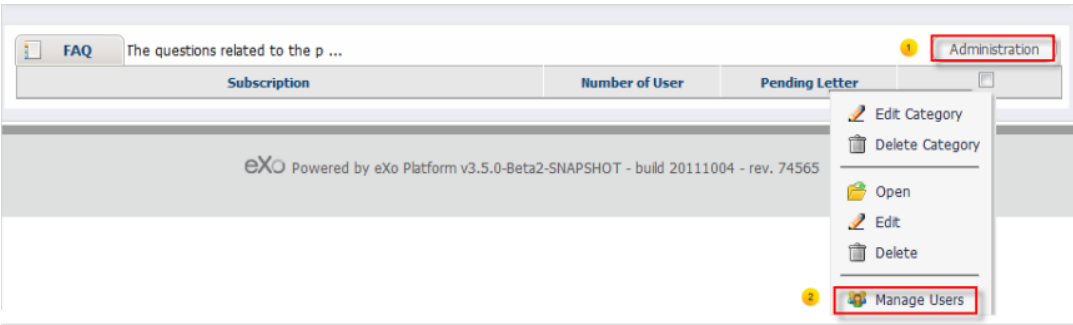 FAQ The questions related to the p ... 1 Administration
Subscription Number of User Pending Letter
Edit Category
Delete Category
eXo Powered by eXo Platform v3.5.0-Beta2-SNAPSHOT - build 20111004 - rev. 74565
Open
Edit
Delete
2 Manage Users